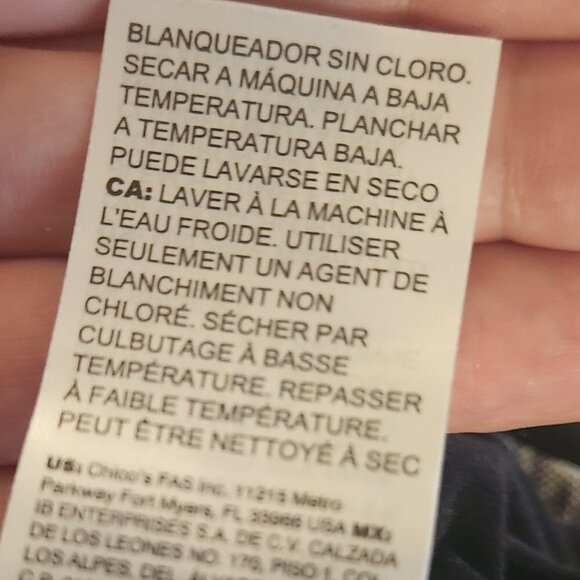 BLANQUEADOR SIN CLORO.
SECAR A MÁQUINA A BAJA
TEMPERATURA. PLANCHAR
A TEMPERATURA BAJA.
PUEDE LAVARSE EN SECO
CA: LAVER À LA MACHINE À
L'EAU FROIDE. UTILISER
SEULEMENT UN AGENT DE
BLANCHIMENT NON
CHLORÉ. SÉCHER PAR
CULBUTAGE À BASSE
TEMPÉRATURE. REPASSER
À FAIBLE TEMPÉRATURE.
PEUT ÊTRE NETTOYÉ À SEC
US: Chico's FAS Inc. 11215 Metro
Parkway Fort Myers, FL 33966 USA MX:
IB ENTERPRISES S.A. DE C.V. CALZADA
DE LOS LEONES NO. 170, PISO 1, CO
LOS ALPES, DEL.